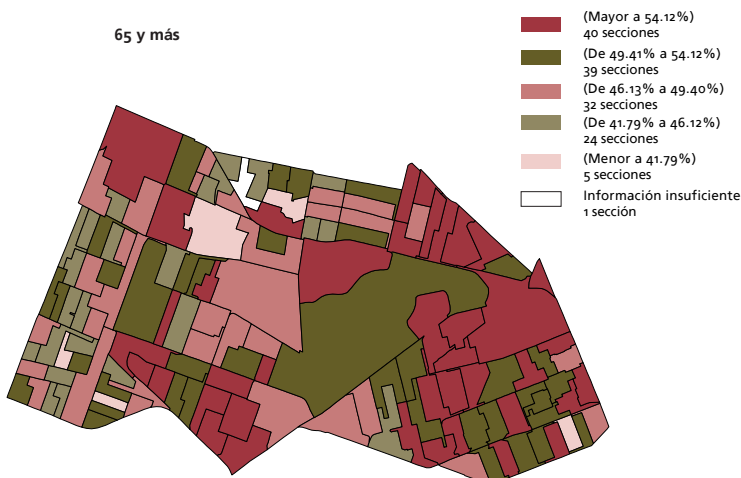 65 y más
(Mayor a 54.12%)
40 secciones
(De 49.41% a 54.12%)
39 secciones
(De 46.13% a 49.40%)
32 secciones
(De 41.79% a 46.12%)
24 secciones
(Menor a 41.79%)
5 secciones
Información insuficiente
1 sección